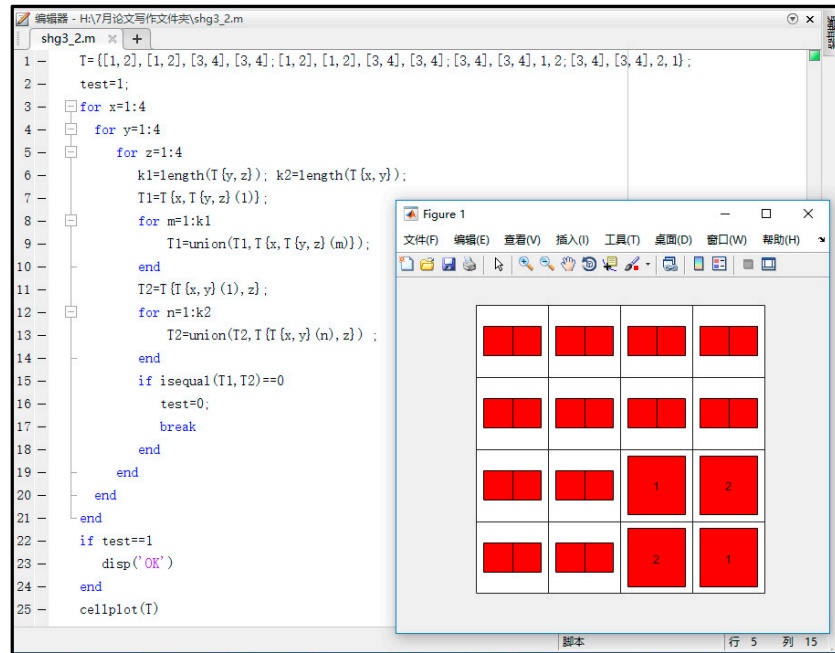 编辑器 - H:\7月论文写作文件夹\shg3_2.m
shg3_2.m × +
1 — T={[1,2],[1,2],[3,4],[3,4];[1,2],[1,2],[3,4],[3,4];[3,4],[3,4],1,2;[3,4],[3,4],2,1};
2 — test=1;
3 — for x=1:4
4 — for y=1:4
5 — for z=1:4
6 — k1=length(T{y,z}); k2=length(T{x,y});
7 — T1=T{x,T{y,z}(1)};
8 — for m=1:k1
9 — T1=union(T1,T{x,T{y,z}(m)});
10 — end
11 — T2=T{T{x,y}(1),z};
12 — for n=1:k2
13 — T2=union(T2,T{T{x,y}(n),z}) ;
14 — end
15 — if isequal(T1,T2)==0
16 — test=0;
17 — break
18 — end
19 — end
20 — end
21 — end
22 — if test==1
23 — disp('OK')
24 — end
25 — cellplot(T)
Figure 1
文件(F) 编辑(E) 查看(V) 插入(I) 工具(T) 桌面(D) 窗口(W) 帮助(H)
1 2
2 1
脚本 行 5 列 15